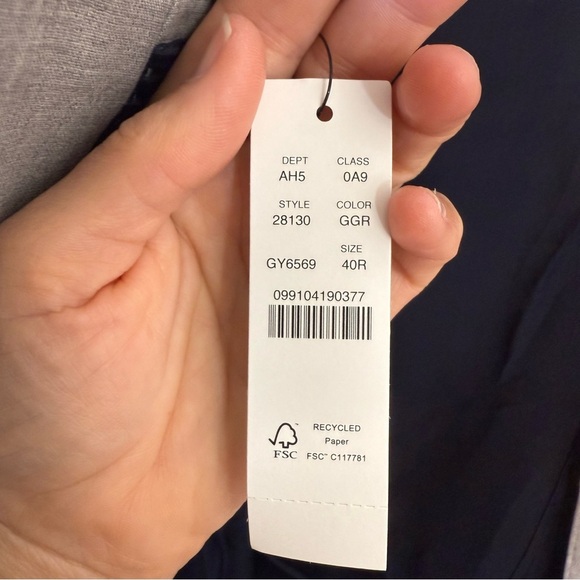 DEPT CLASS
AH5 0A9
STYLE COLOR
28130 GGR
SIZE
GY6569 40R
099104190377
RECYCLED
Paper
FSC FSC™ C117781